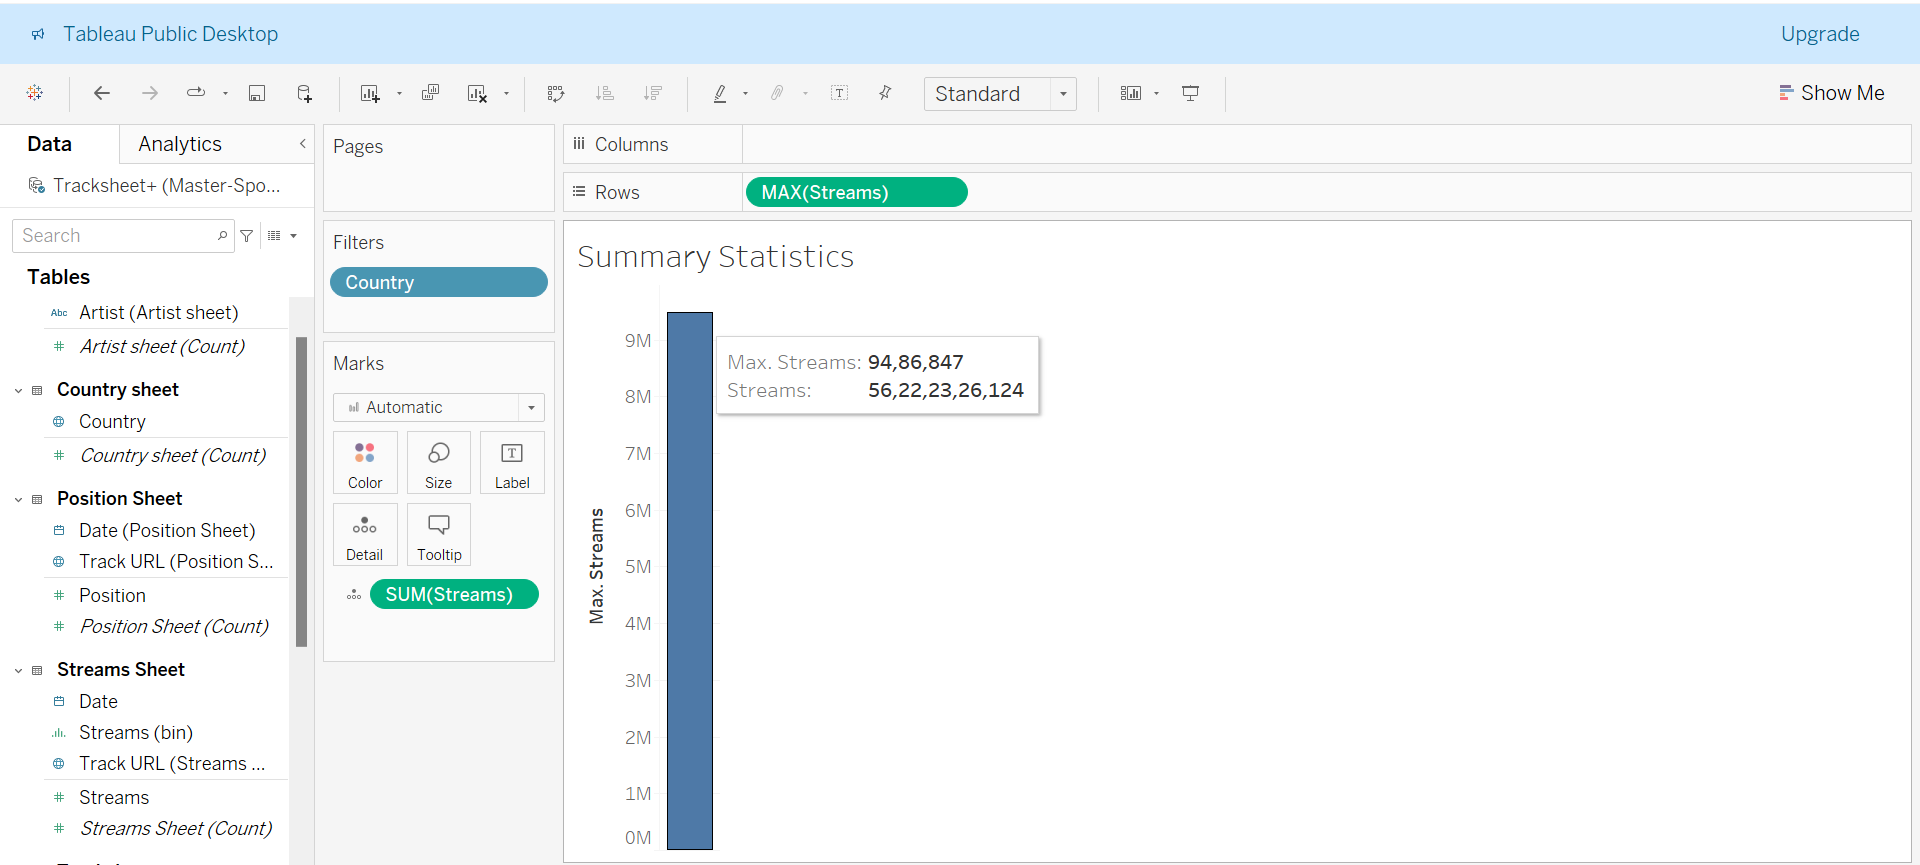 Tableau Public Desktop
Upgrade
Standard
Show Me
Data
Analytics
Tracksheet+ (Master-Spo...
Search
Tables
Abc Artist (Artist sheet)
Artist sheet (Count)
Country sheet
Country
Country sheet (Count)
Position Sheet
Date (Position Sheet)
Track URL (Position S...
Position
Position Sheet (Count)
Streams Sheet
Date
Streams (bin)
Track URL (Streams ...
Streams
Streams Sheet (Count)
Pages
Filters
Country
Marks
Automatic
Color
Size
Label
Detail
Tooltip
SUM(Streams)
Columns
Rows
MAX(Streams)
Summary Statistics
Max. Streams
9M
8M
7M
6M
5M
4M
3M
2M
1M
0M
Max. Streams: 94,86,847
Streams: 56,22,23,26,124